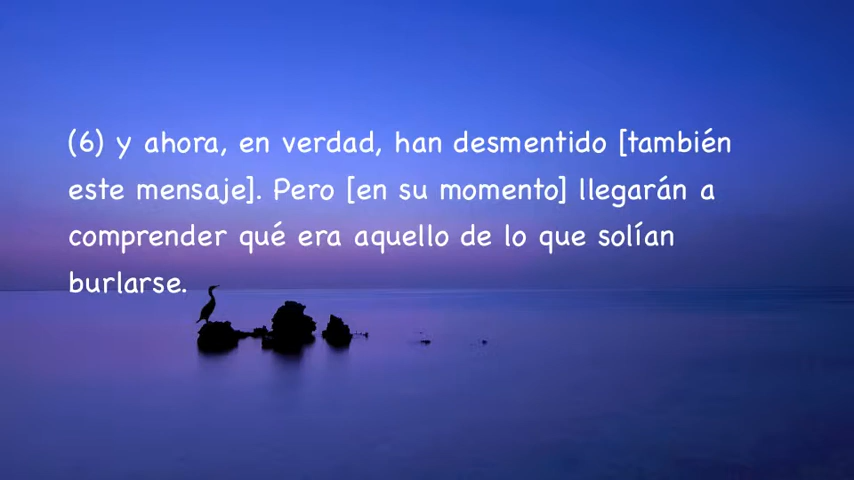 (6) y ahora, en verdad, han desmentido [también
este mensaje]. Pero [en su momento] llegarán a
comprender qué era aquello de lo que solían
burlarse.